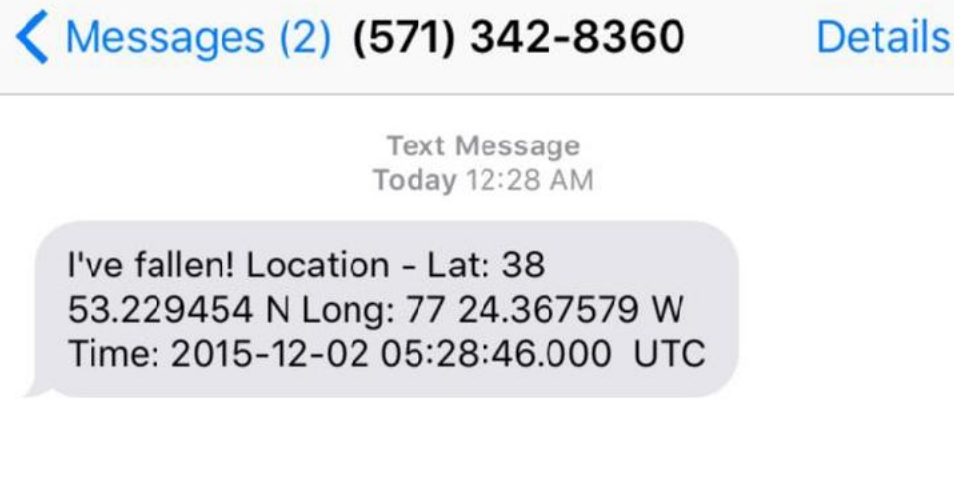 Messages (2) (571) 342-8360 Details
Text Message
Today 12:28 AM
I've fallen! Location - Lat: 38
53.229454 N Long: 77 24.367579 W
Time: 2015-12-02 05:28:46.000 UTC